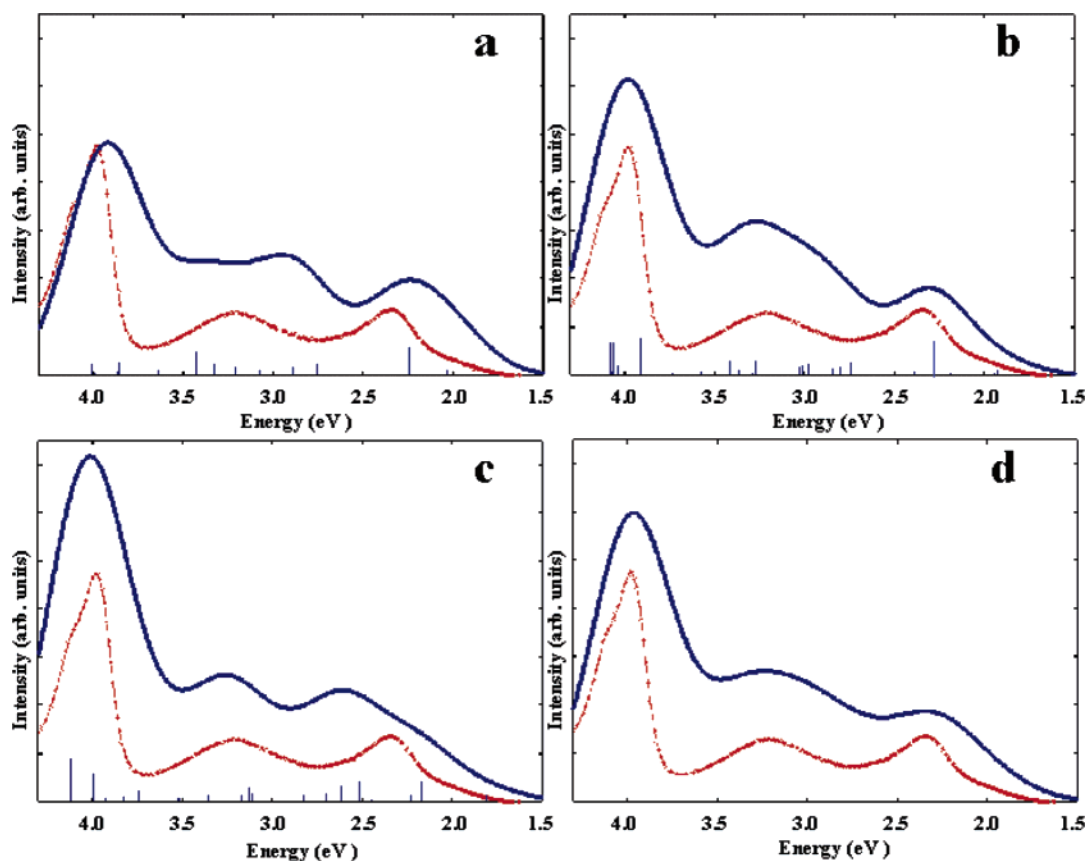 a
Intensity (arb. units)
4.0 3.5 3.0 2.5 2.0 1.5
Energy (eV )
b
Intensity (arb. units)
4.0 3.5 3.0 2.5 2.0 1.5
Energy (eV )
c
Intensity (arb. units)
4.0 3.5 3.0 2.5 2.0 1.5
Energy (eV )
d
Intensity (arb. units)
4.0 3.5 3.0 2.5 2.0 1.5
Energy (eV )